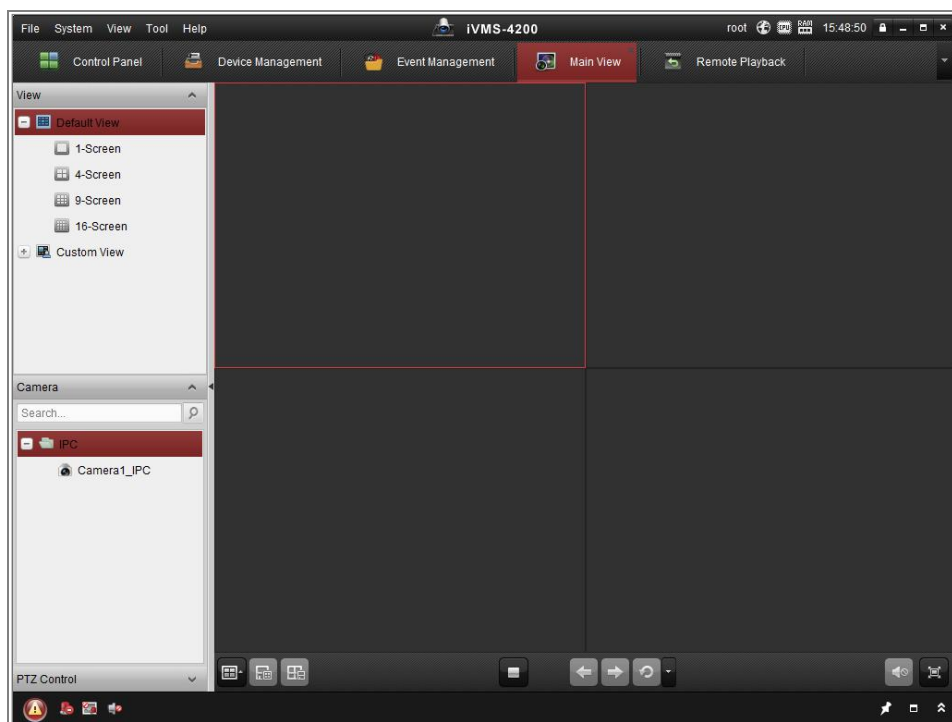 File System View Tool Help iVMS-4200 root CPU RAM 15:48:50
Control Panel Device Management Event Management Main View Remote Playback
View
Default View
1-Screen
4-Screen
9-Screen
16-Screen
Custom View
Camera
Search...
IPC
Camera1_IPC
PTZ Control